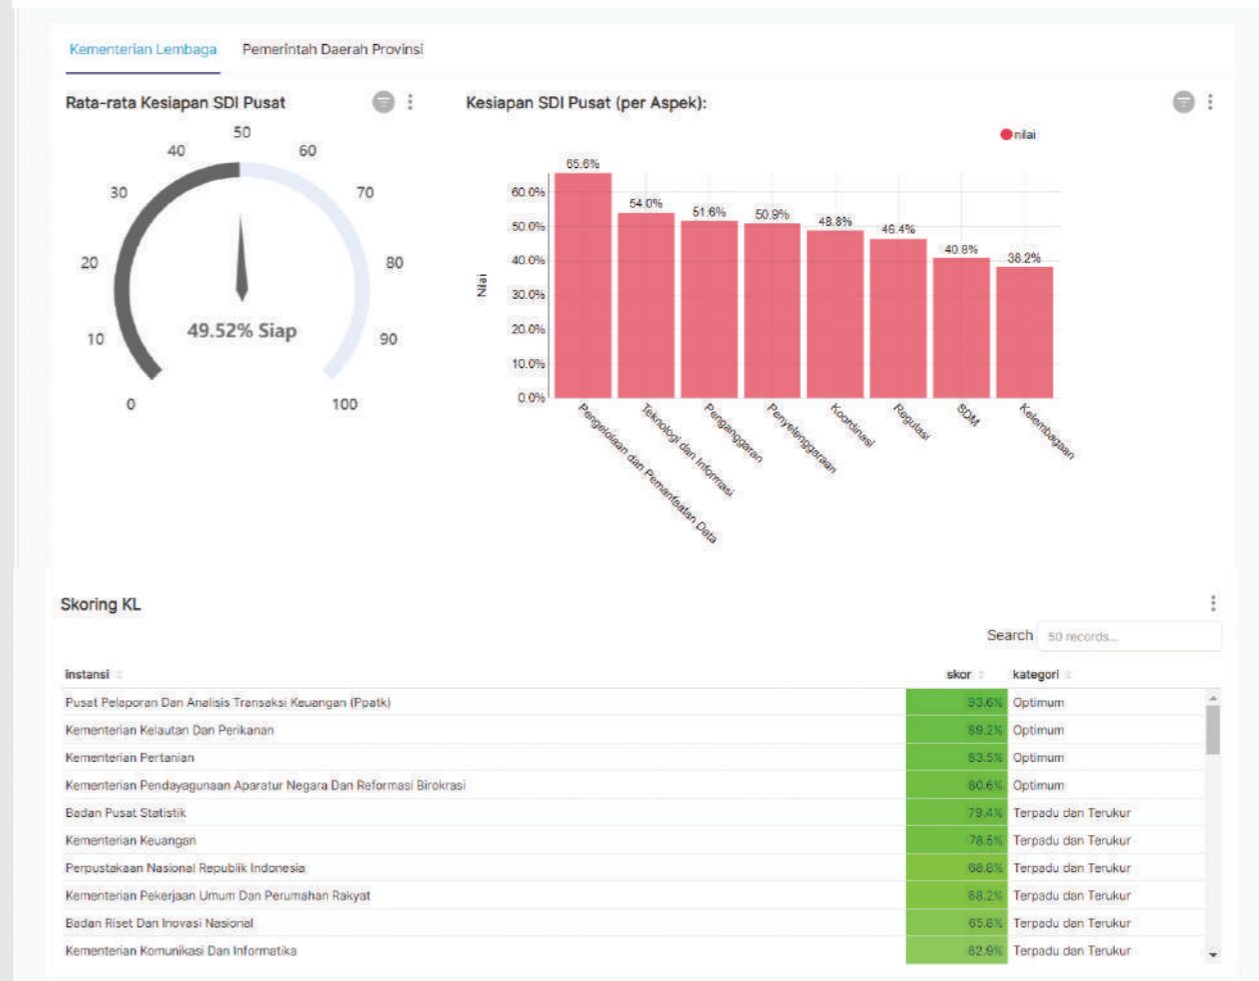 Kementerian Lembaga Pemerintah Daerah Provinsi
Rata-rata Kesiapan SDI Pusat
50
40 60
30 70
20 80
10 90
49.52% Siap
0 100
Kesiapan SDI Pusat (per Aspek):
nilai
65.6%
54.0%
51.6%
50.9%
48.8%
46.4%
40.8%
38.2%
Nilai
60.0%
50.0%
40.0%
30.0%
20.0%
10.0%
0.0%
Pengelolaan dan Pemanfaatan Data
Teknologi dan Informasi
Penganggaran
Penyelenggaraan
Koordinasi
Regulasi
SDM
Kelembagaan
Skoring KL
Search 50 records...
instansi skor kategori
Pusat Pelaporan Dan Analisis Transaksi Keuangan (Ppatk) 93.6% Optimum
Kementerian Kelautan Dan Perikanan 89.2% Optimum
Kementerian Pertanian 83.5% Optimum
Kementerian Pendayagunaan Aparatur Negara Dan Reformasi Birokrasi 80.6% Optimum
Badan Pusat Statistik 79.4% Terpadu dan Terukur
Kementerian Keuangan 78.5% Terpadu dan Terukur
Perpustakaan Nasional Republik Indonesia 68.8% Terpadu dan Terukur
Kementerian Pekerjaan Umum Dan Perumahan Rakyat 68.2% Terpadu dan Terukur
Badan Riset Dan Inovasi Nasional 65.6% Terpadu dan Terukur
Kementerian Komunikasi Dan Informatika 62.9% Terpadu dan Terukur